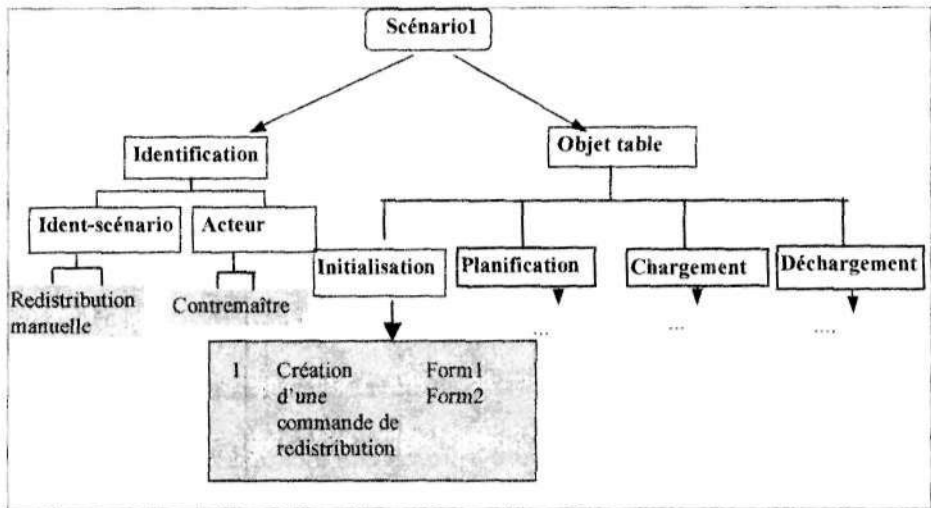 Scénario1
Identification
Objet table
Ident-scénario
Acteur
Initialisation
Planification
Chargement
Déchargement
Redistribution
manuelle
Contremaître
...
...
....
1 Création Form1
d'une Form2
commande de
redistribution